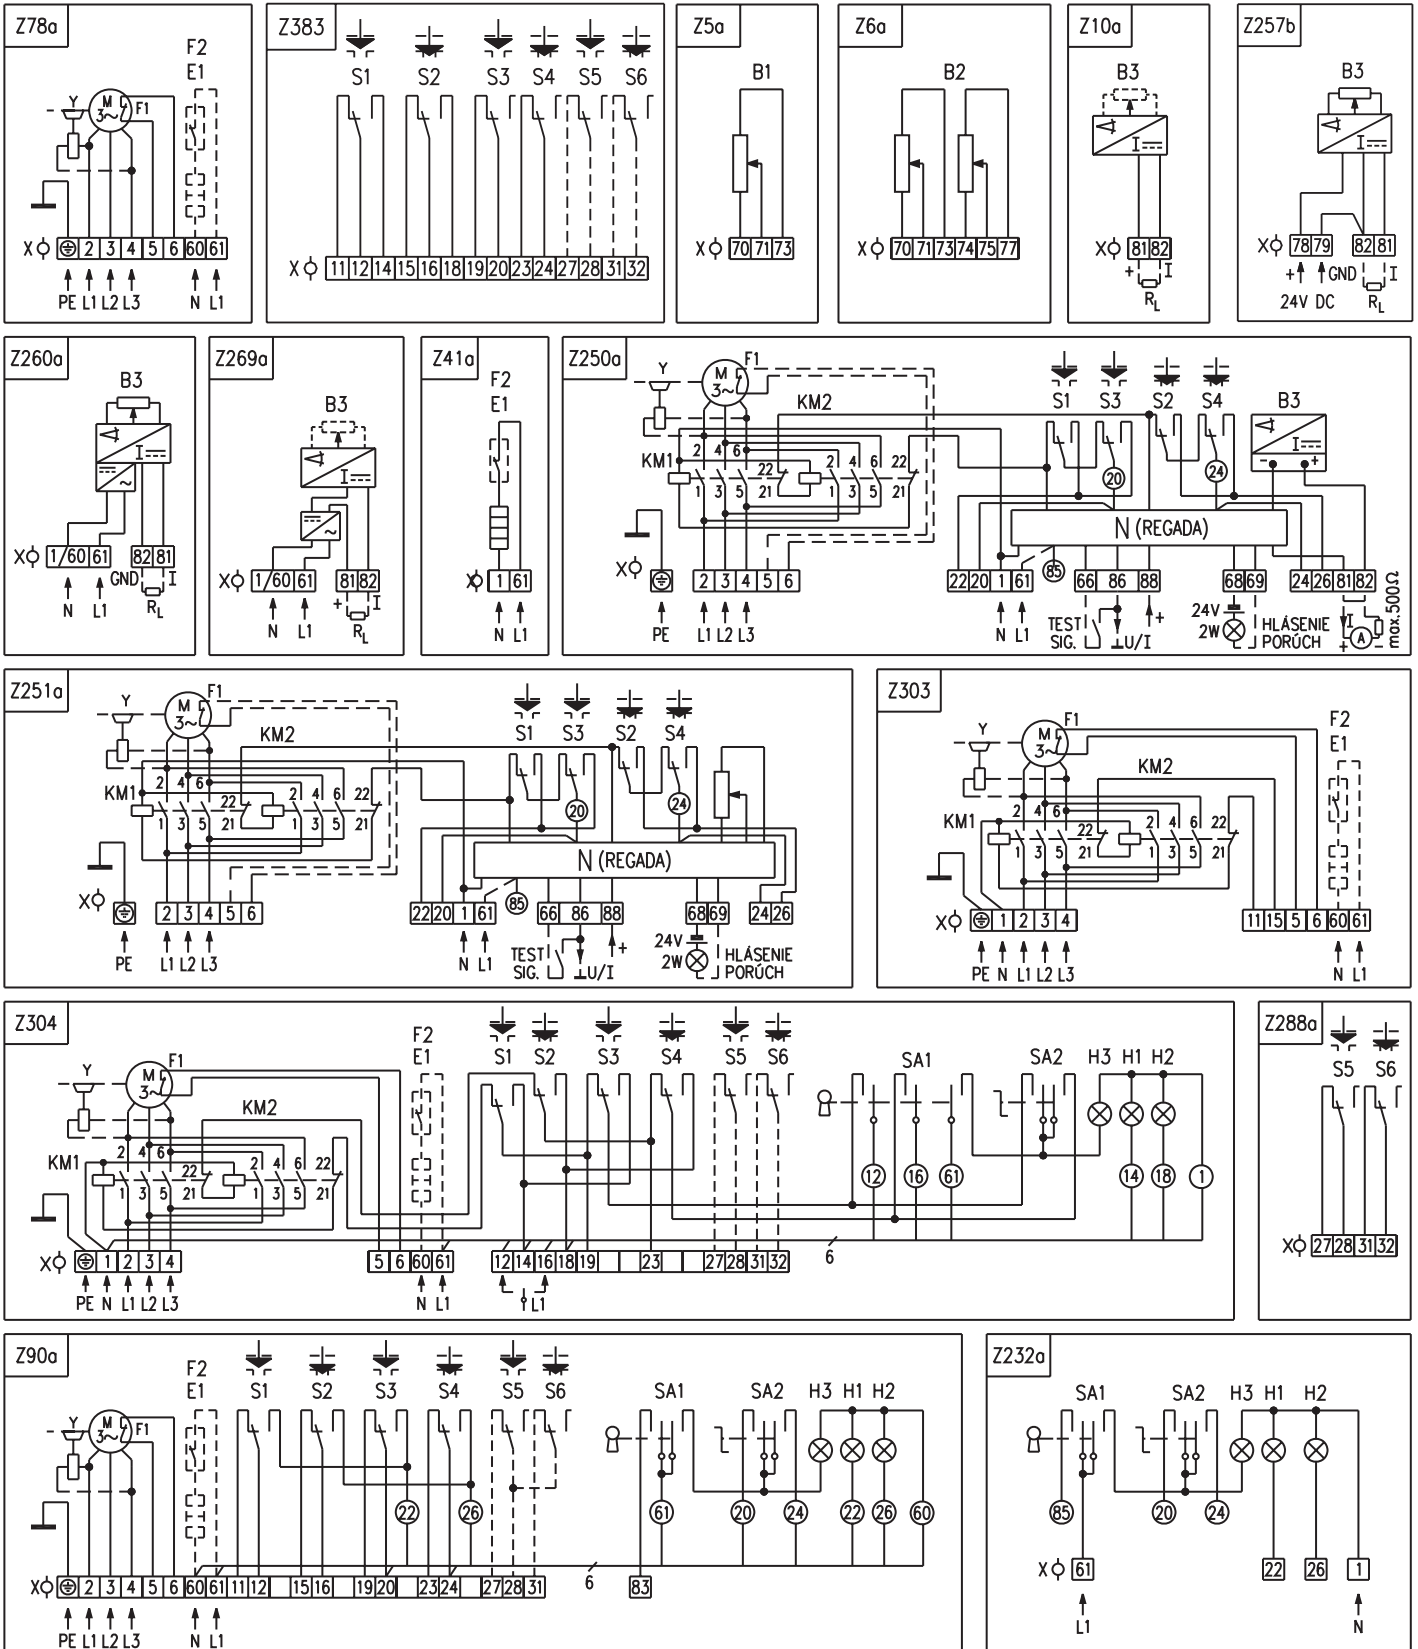 Z78a
F2
E1
Y
M
3~
F1
X 2 3 4 5 6 60 61
PE L1 L2 L3 N L1
Z383
S1 S2 S3 S4 S5 S6
X 11 12 14 15 16 18 19 20 23 24 27 28 31 32
Z5a
B1
X 70 71 73
Z6a
B2
X 70 71 73 74 75 77
Z10a
B3
I
X 81 82
+ I
RL
Z257b
B3
I
X 78 79 82 81
+ GND I
24V DC RL
Z260a
B3
I
~
X 1/60 61 82 81
GND I
N L1 RL
Z269a
B3
I
~
X 1/60 61 81 82
+ I
N L1 RL
Z41a
F2
E1
X 1 61
N L1
Z250a
Y
M
3~
F1
S1 S3 S2 S4 B3
KM2
I
- +
KM1
2 4 6 22 2 4 6 22
1 3 5 21 1 3 5 21
20 24
N (REGADA)
85
X 2 3 4 5 6 22 20 1 61 66 86 88 68 69 24 26 81 82
PE L1 L2 L3 N L1
TEST
SIG. U/I +
24V
2W
HLÁSENIE
PORÚCH
I
A
+ -
max.500Ω
Z251a
Y
M
3~
F1
S1 S3 S2 S4
KM2
KM1
2 4 6 22 2 4 6 22
1 3 5 21 1 3 5 21
20 24
N (REGADA)
85
X 2 3 4 5 6 22 20 1 61 66 86 88 68 69 24 26
PE L1 L2 L3 N L1
TEST
SIG. U/I +
24V
2W
HLÁSENIE
PORÚCH
Z303
Y
M
3~
F1
F2
E1
KM2
KM1
2 4 6 22 2 4 6 22
1 3 5 21 1 3 5 21
X 1 2 3 4 11 15 5 6 60 61
PE N L1 L2 L3 N L1
Z304
Y
M
3~
F1
F2
E1
S1 S2 S3 S4 S5 S6
SA1 SA2 H3 H1 H2
KM2
KM1
2 4 6 22 2 4 6 22
1 3 5 21 1 3 5 21
12 16 61 14 18 1
6
X 1 2 3 4 5 6 60 61 12 14 16 18 19 23 27 28 31 32
PE N L1 L2 L3 N L1 L1
Z288a
S5 S6
X 27 28 31 32
Z90a
F2
E1
S1 S2 S3 S4 S5 S6
SA1 SA2 H3 H1 H2
Y
M
3~
F1
22 26 61 20 24 22 26 60
6
X 2 3 4 5 6 60 61 11 12 15 16 19 20 23 24 27 28 31 83
PE L1 L2 L3 N L1
Z232a
SA1 SA2 H3 H1 H2
85 20 24
X 61 22 26 1
L1 N